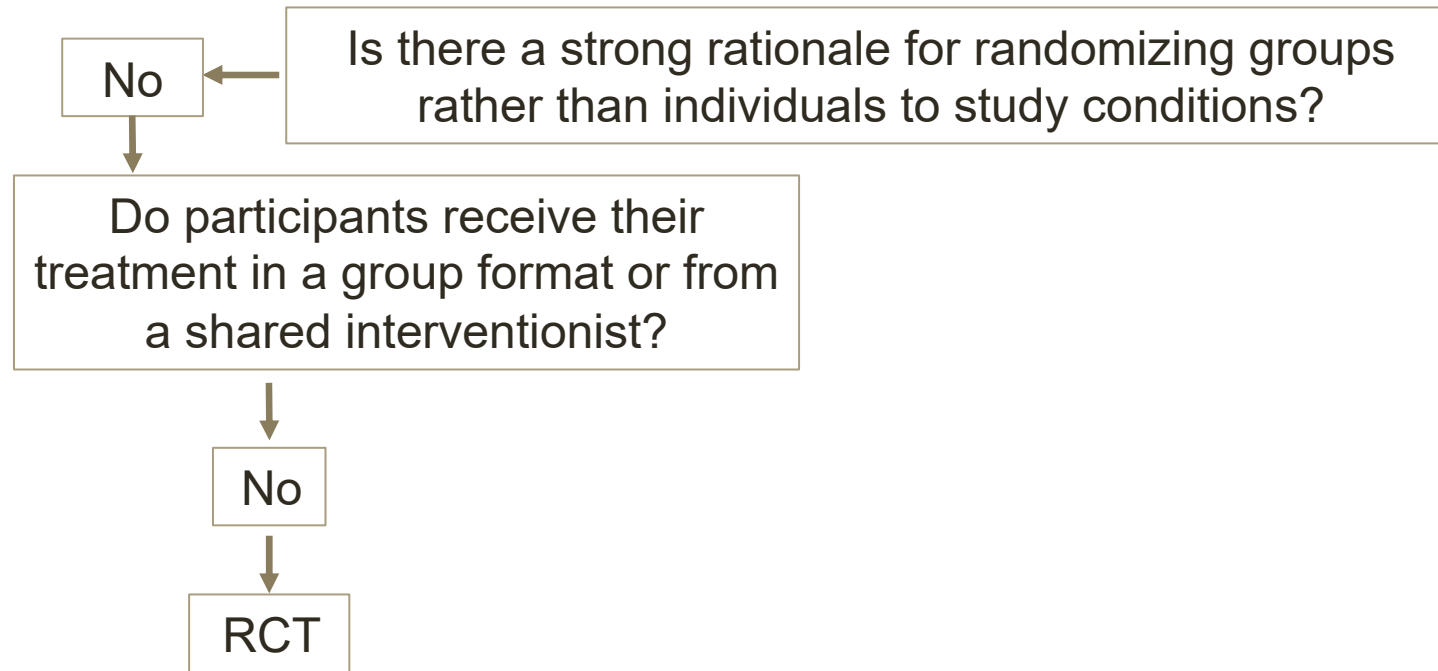 Is there a strong rationale for randomizing groups
rather than individuals to study conditions?
No
Do participants receive their
treatment in a group format or from
a shared interventionist?
No
RCT